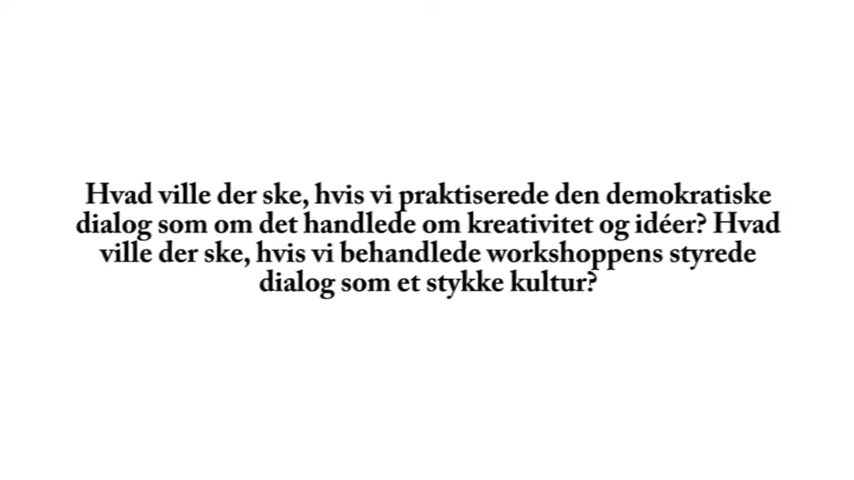 Hvad ville der ske, hvis vi praktiserede den demokratiske
dialog som om det handlede om kreativitet og idéer? Hvad
ville der ske, hvis vi behandlede workshoppens styrede
dialog som et stykke kultur?